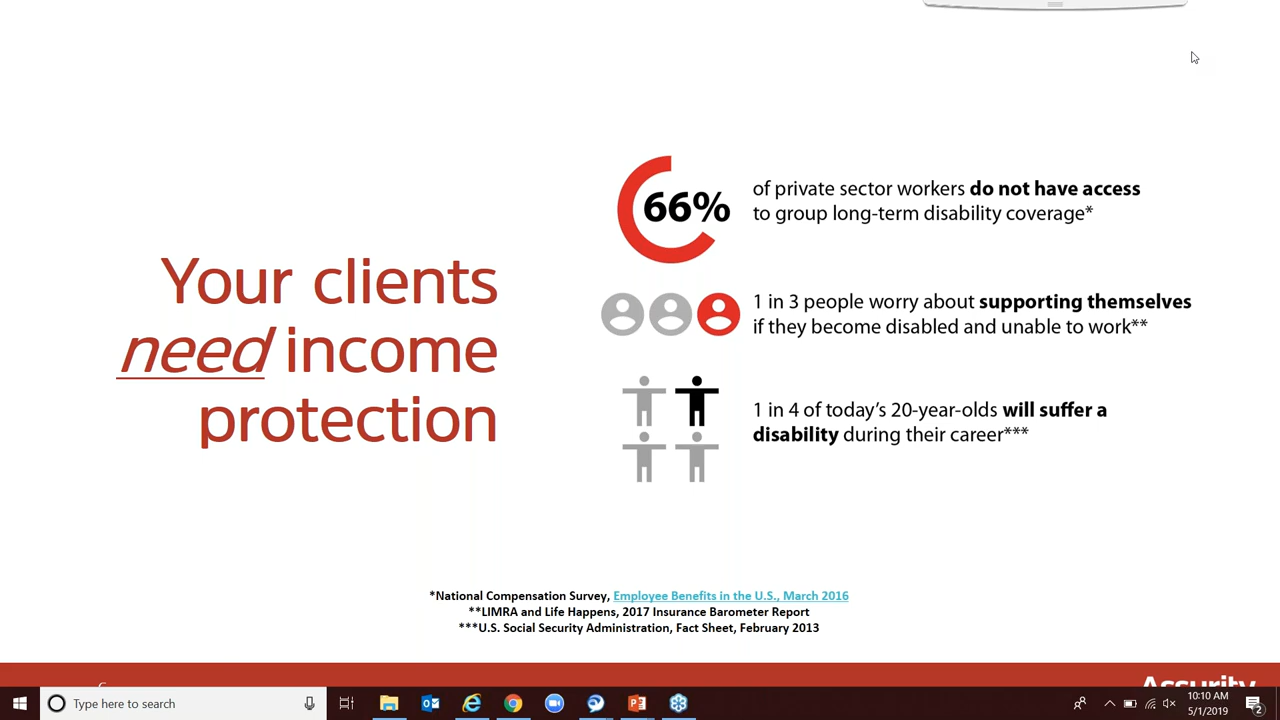 Your clients
need income
protection
66%
of private sector workers do not have access
to group long-term disability coverage*
1 in 3 people worry about supporting themselves
if they become disabled and unable to work**
1 in 4 of today's 20-year-olds will suffer a
disability during their career***
*National Compensation Survey, Employee Benefits in the U.S., March 2016
**LIMRA and Life Happens, 2017 Insurance Barometer Report
***U.S. Social Security Administration, Fact Sheet, February 2013
Assurity
Type here to search
10:10 AM
5/1/2019
2